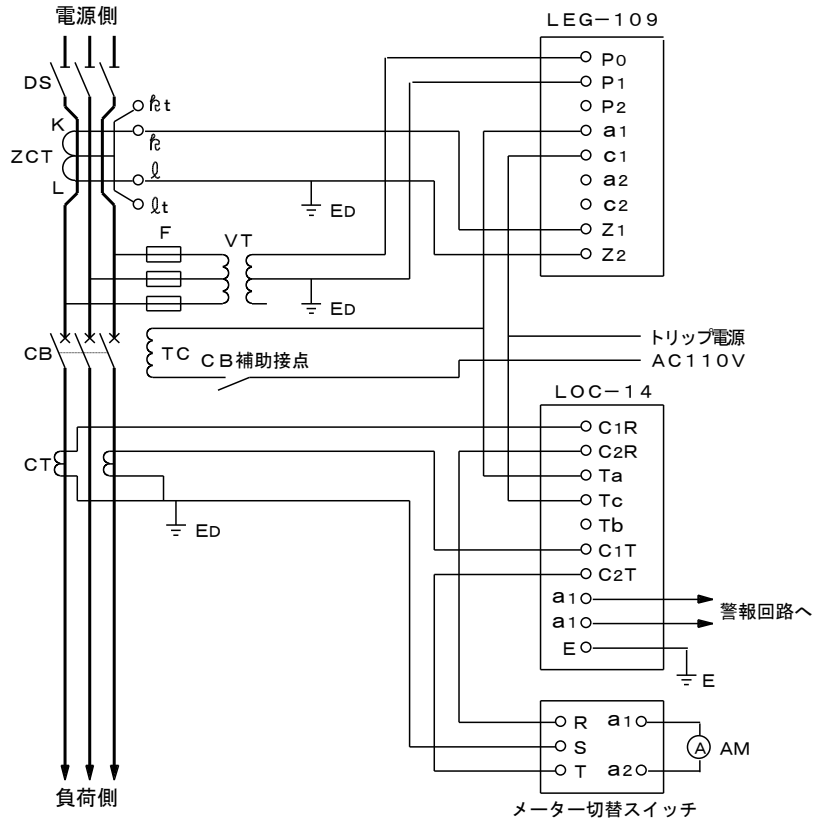 電源側
LEG-109
DS
kt
K
k
ZCT
l
L
lt
ED
F
VT
ED
P0
P1
P2
a1
c1
a2
c2
Z1
Z2
CB
TC
CB補助接点
トリップ電源
AC110V
LOC-14
CT
ED
C1R
C2R
Ta
Tc
Tb
C1T
C2T
a1
a1
E
警報回路へ
E
R
S
T
a1
a2
A
AM
負荷側
メーター切替スイッチ